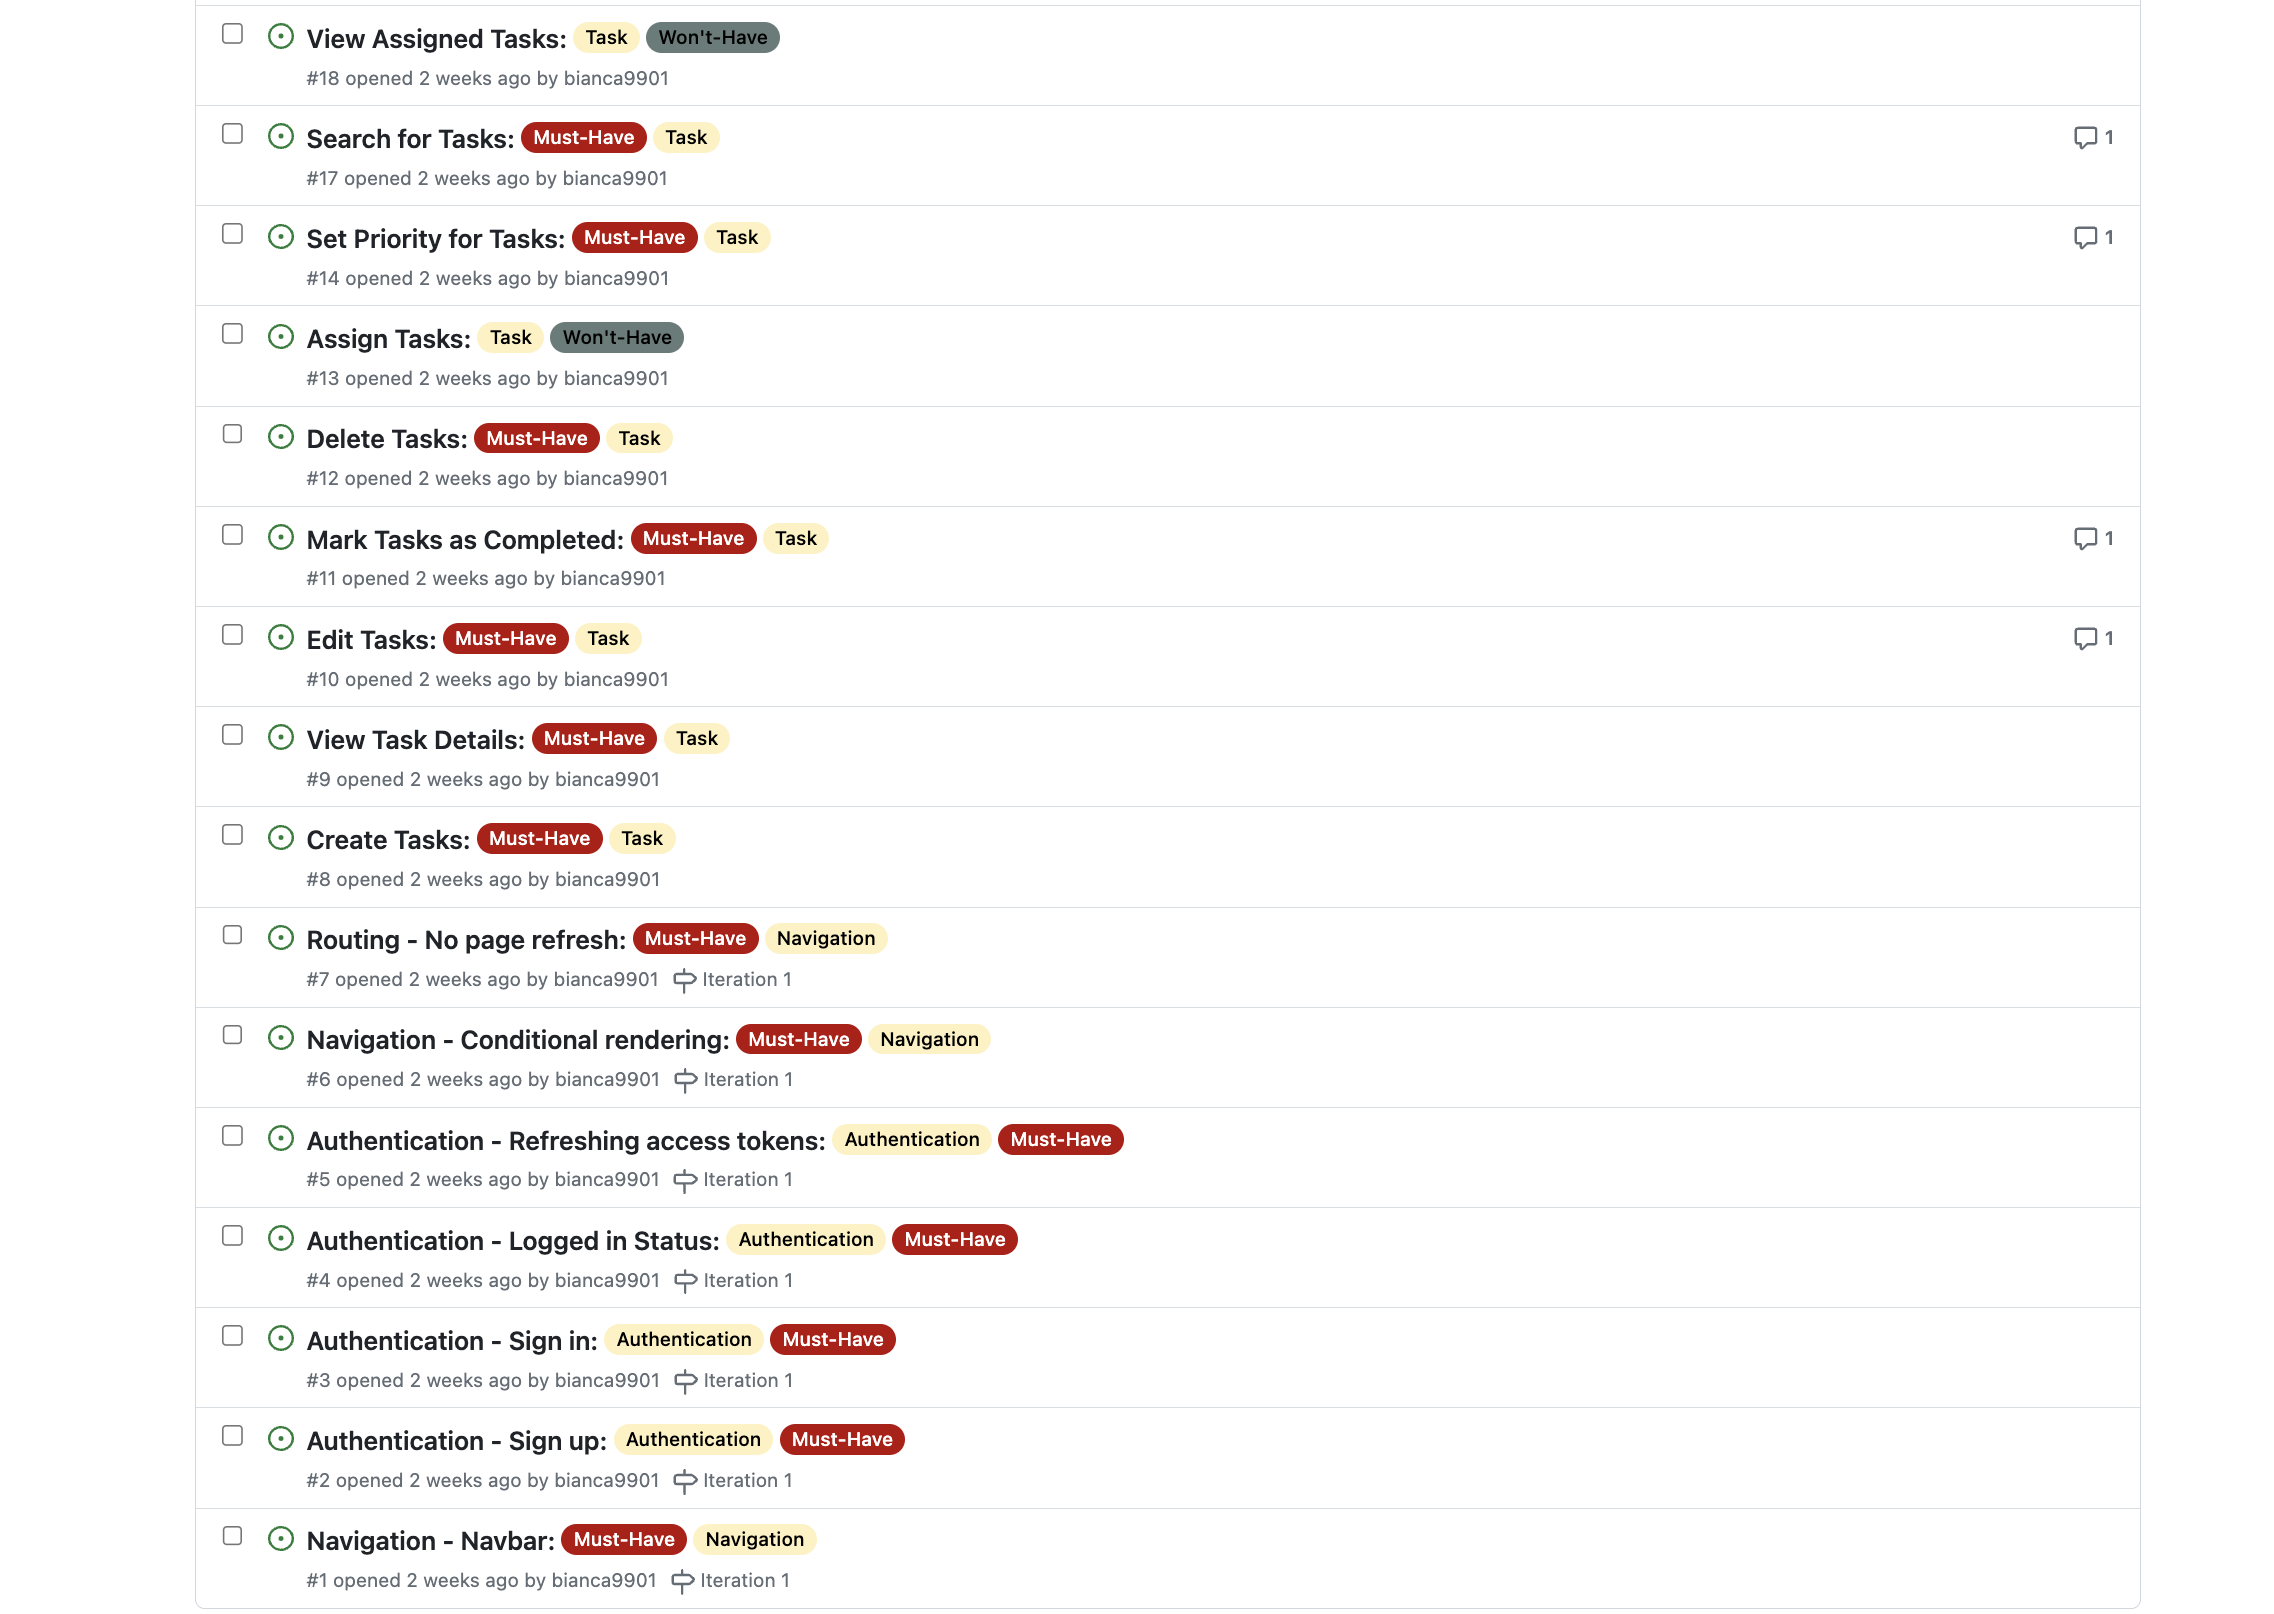 View Assigned Tasks: Task Won't-Have
#18 opened 2 weeks ago by bianca9901
Search for Tasks: Must-Have Task 1
#17 opened 2 weeks ago by bianca9901
Set Priority for Tasks: Must-Have Task 1
#14 opened 2 weeks ago by bianca9901
Assign Tasks: Task Won't-Have
#13 opened 2 weeks ago by bianca9901
Delete Tasks: Must-Have Task
#12 opened 2 weeks ago by bianca9901
Mark Tasks as Completed: Must-Have Task 1
#11 opened 2 weeks ago by bianca9901
Edit Tasks: Must-Have Task 1
#10 opened 2 weeks ago by bianca9901
View Task Details: Must-Have Task
#9 opened 2 weeks ago by bianca9901
Create Tasks: Must-Have Task
#8 opened 2 weeks ago by bianca9901
Routing - No page refresh: Must-Have Navigation
#7 opened 2 weeks ago by bianca9901 Iteration 1
Navigation - Conditional rendering: Must-Have Navigation
#6 opened 2 weeks ago by bianca9901 Iteration 1
Authentication - Refreshing access tokens: Authentication Must-Have
#5 opened 2 weeks ago by bianca9901 Iteration 1
Authentication - Logged in Status: Authentication Must-Have
#4 opened 2 weeks ago by bianca9901 Iteration 1
Authentication - Sign in: Authentication Must-Have
#3 opened 2 weeks ago by bianca9901 Iteration 1
Authentication - Sign up: Authentication Must-Have
#2 opened 2 weeks ago by bianca9901 Iteration 1
Navigation - Navbar: Must-Have Navigation
#1 opened 2 weeks ago by bianca9901 Iteration 1